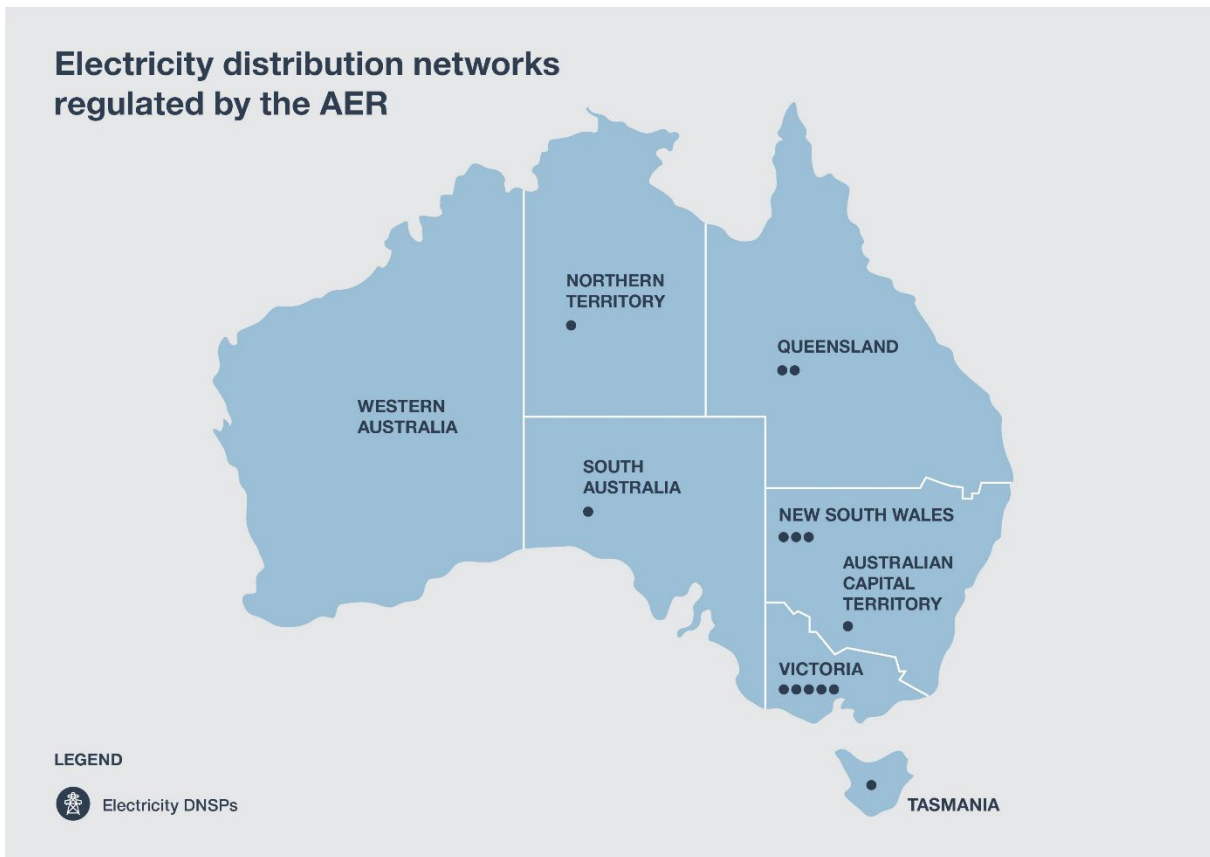 Electricity distribution networks
regulated by the AER
NORTHERN
TERRITORY
QUEENSLAND
WESTERN
AUSTRALIA
SOUTH
AUSTRALIA
NEW SOUTH WALES
AUSTRALIAN
CAPITAL
TERRITORY
VICTORIA
LEGEND
Electricity DNSPs
TASMANIA